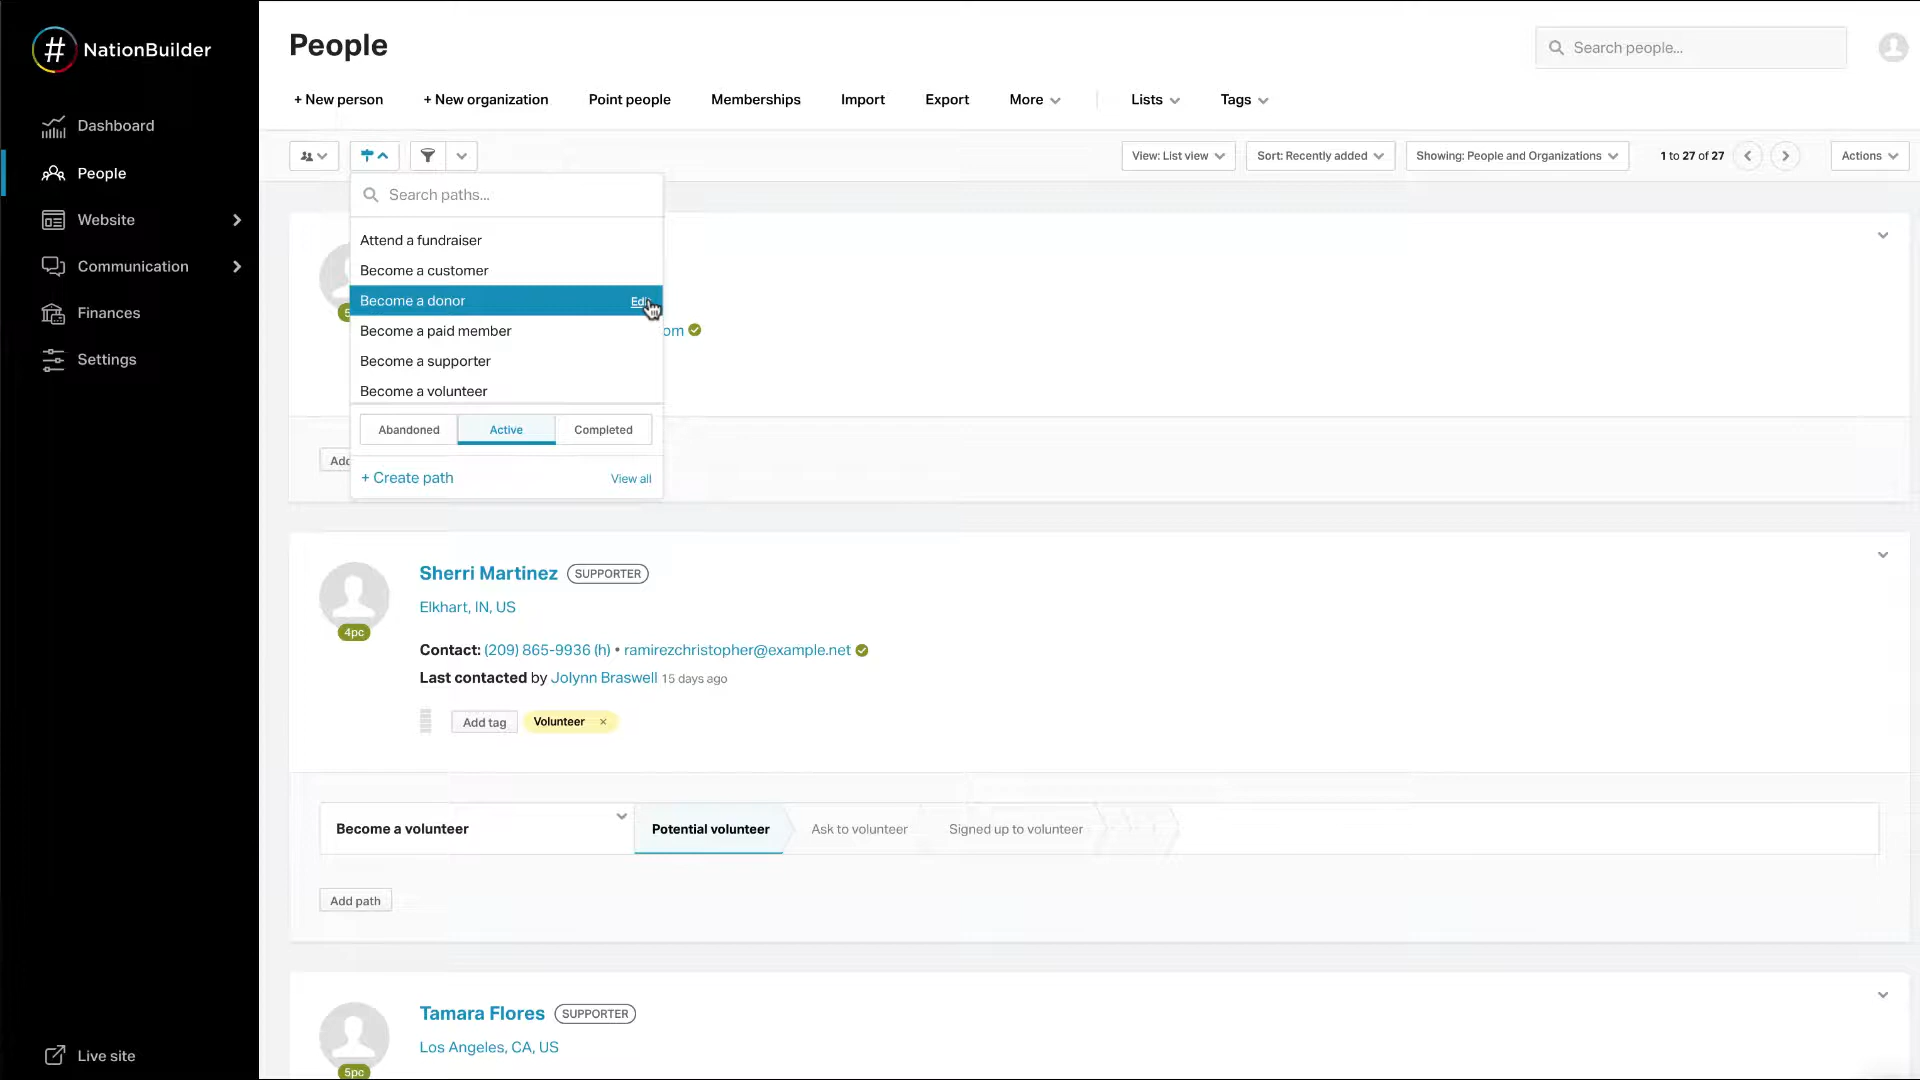 NationBuilder
People
Search people...
+ New person
+ New organization
Point people
Memberships
Import
Export
More
Lists
Tags
Dashboard
People
Website
Communication
Finances
Settings
View: List view
Sort: Recently added
Showing: People and Organizations
1 to 27 of 27
Actions
Search paths...
Attend a fundraiser
Become a customer
Become a donor
Become a paid member
Become a supporter
Become a volunteer
Abandoned
Active
Completed
+ Create path
View all
Sherri Martinez SUPPORTER
Elkhart, IN, US
4pc
Contact: (209) 865-9936 (h) • ramirezchristopher@example.net
Last contacted by Jolynn Braswell 15 days ago
Add tag
Volunteer ×
Become a volunteer
Potential volunteer
Ask to volunteer
Signed up to volunteer
Add path
Tamara Flores SUPPORTER
Los Angeles, CA, US
5pc
Live site